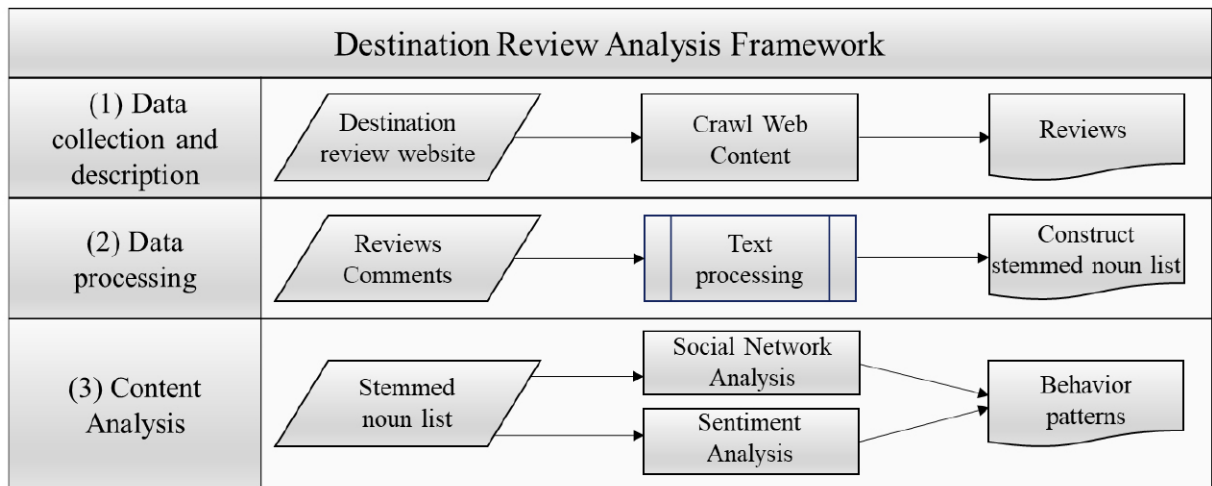 Destination Review Analysis Framework
(1) Data
collection and
description
Destination
review website
Crawl Web
Content
Reviews
(2) Data
processing
Reviews
Comments
Text
processing
Construct
stemmed noun list
(3) Content
Analysis
Stemmed
noun list
Social Network
Analysis
Sentiment
Analysis
Behavior
patterns